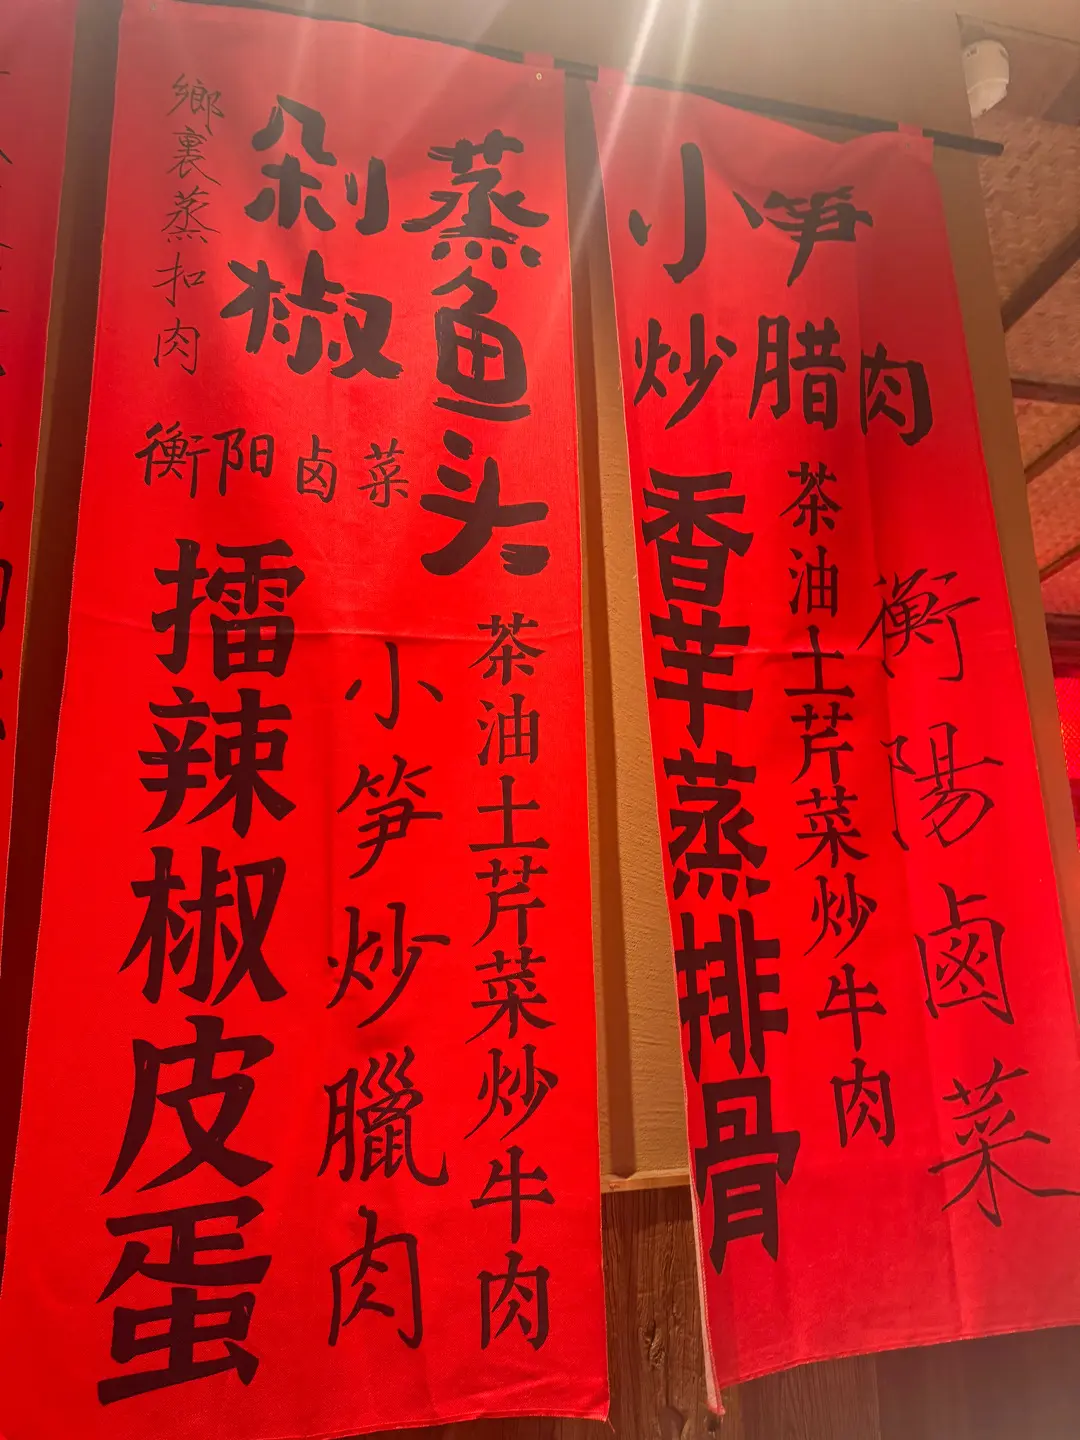 鄉裏蒸扣肉
剁椒
蒸鱼头
衡阳卤菜
擂辣椒皮蛋
小笋炒臘肉
茶油土芹菜炒牛肉
小笋
炒腊肉
香芋蒸排骨
茶油土芹菜炒牛肉
衡陽鹵菜